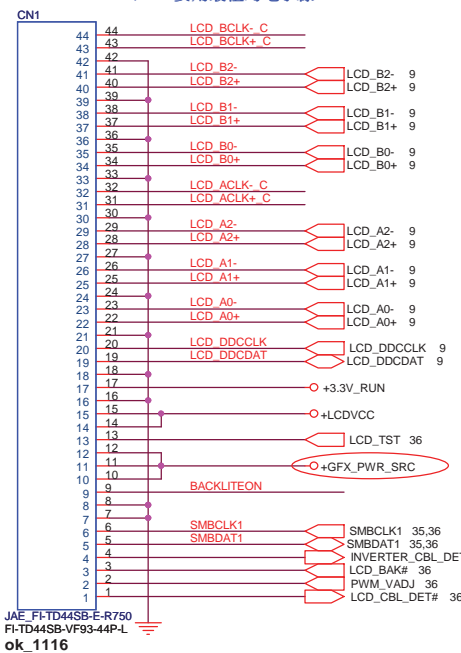 CN1
44 44 LCD_BCLK-_C
43 43 LCD_BCLK+_C
42 42
41 41 LCD_B2- LCD_B2- 9
40 40 LCD_B2+ LCD_B2+ 9
39 39
38 38 LCD_B1- LCD_B1- 9
37 37 LCD_B1+ LCD_B1+ 9
36 36
35 35 LCD_B0- LCD_B0- 9
34 34 LCD_B0+ LCD_B0+ 9
33 33
32 32 LCD_ACLK-_C
31 31 LCD_ACLK+_C
30 30
29 29 LCD_A2- LCD_A2- 9
28 28 LCD_A2+ LCD_A2+ 9
27 27
26 26 LCD_A1- LCD_A1- 9
25 25 LCD_A1+ LCD_A1+ 9
24 24
23 23 LCD_A0- LCD_A0- 9
22 22 LCD_A0+ LCD_A0+ 9
21 21
20 20 LCD_DDCCLK LCD_DDCCLK 9
19 19 LCD_DDCDAT LCD_DDCDAT 9
18 18
17 17 +3.3V_RUN
16 16
15 15 +LCDVCC
14 14
13 13 LCD_TST 36
12 12
11 11 +GFX_PWR_SRC
10 10
9 9 BACKLITEON
8 8
7 7
6 6 SMBCLK1 SMBCLK1 35,36
5 5 SMBDAT1 SMBDAT1 35,36
4 4 INVERTER_CBL_DET
3 3 LCD_BAK# 36
2 2 PWM_VADJ 36
1 1 LCD_CBL_DET# 36
JAE_FI-TD44SB-E-R750
FI-TD44SB-VF93-44P-L
ok_1116